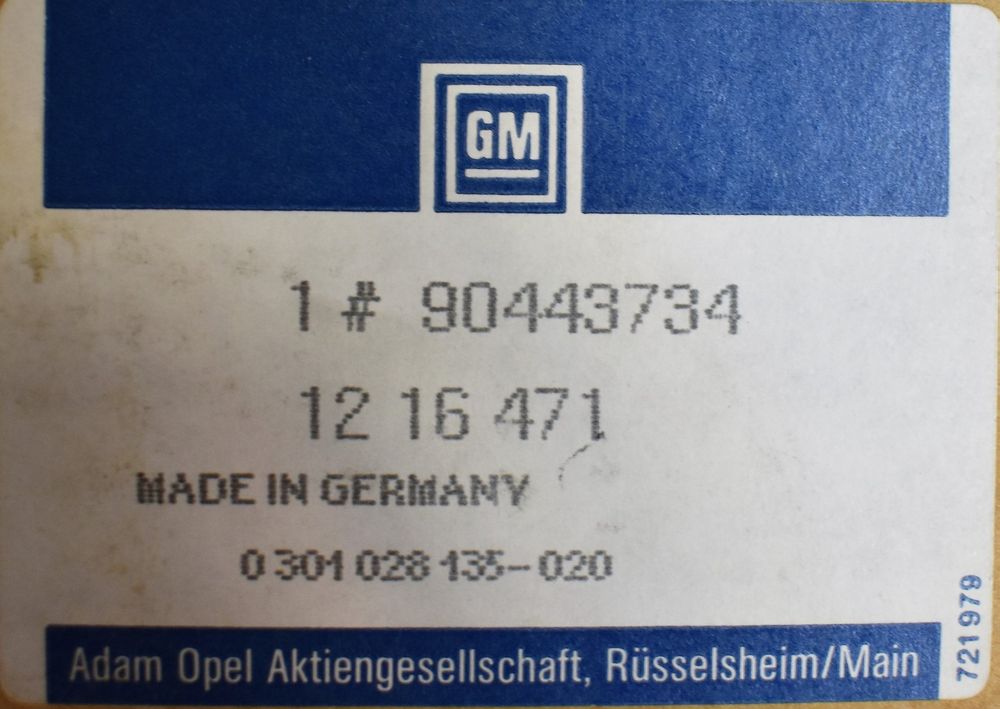 GM
1 # 90443734
12 16 471
MADE IN GERMANY
0 301 028 135-020
Adam Opel Aktiengesellschaft, Rüsselsheim/Main
721979